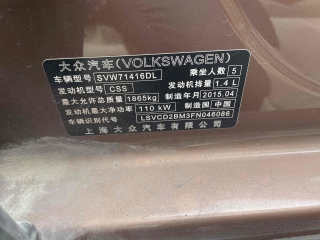 大众汽车(VOLKSWAGEN)
车辆型号 SVW71416DL 乘坐人数 5
发动机型号 CSS 发动机排量 1.4 L
最大允许总质量 1865kg 制造年月 2015.04
发动机最大净功率 110 kW 制造国 中国
车辆识别代号 LSVCD2BM3FN046086
上海大众汽车有限公司